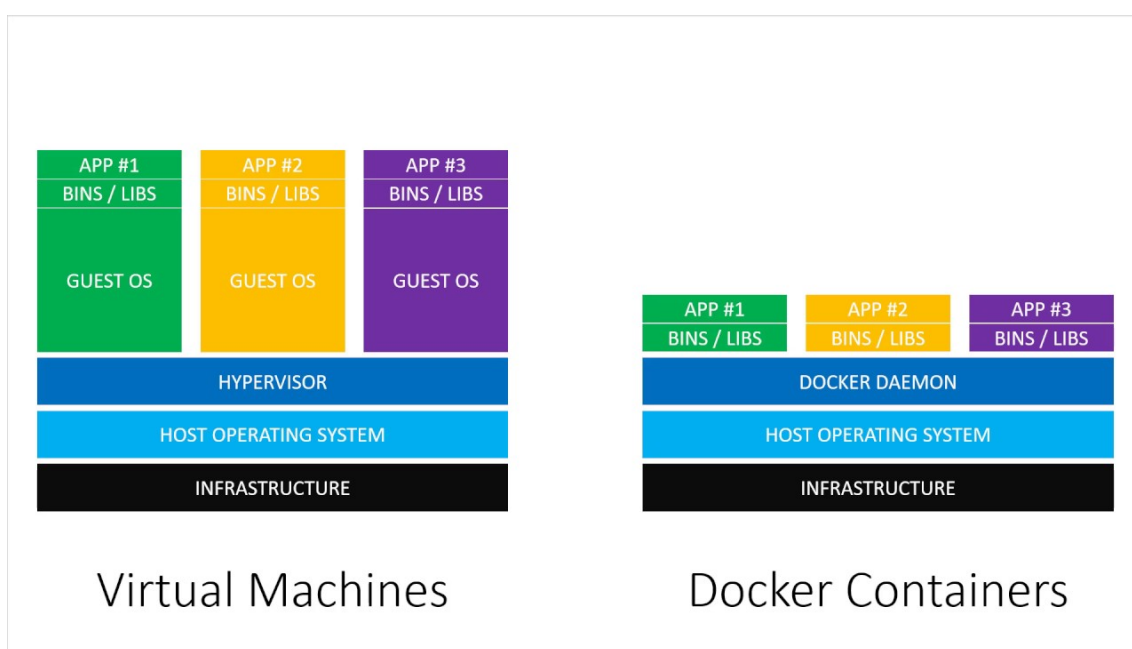 APP #1
BINS / LIBS
GUEST OS
APP #2
BINS / LIBS
GUEST OS
APP #3
BINS / LIBS
GUEST OS
HYPERVISOR
HOST OPERATING SYSTEM
INFRASTRUCTURE
Virtual Machines
APP #1
BINS / LIBS
APP #2
BINS / LIBS
APP #3
BINS / LIBS
DOCKER DAEMON
HOST OPERATING SYSTEM
INFRASTRUCTURE
Docker Containers